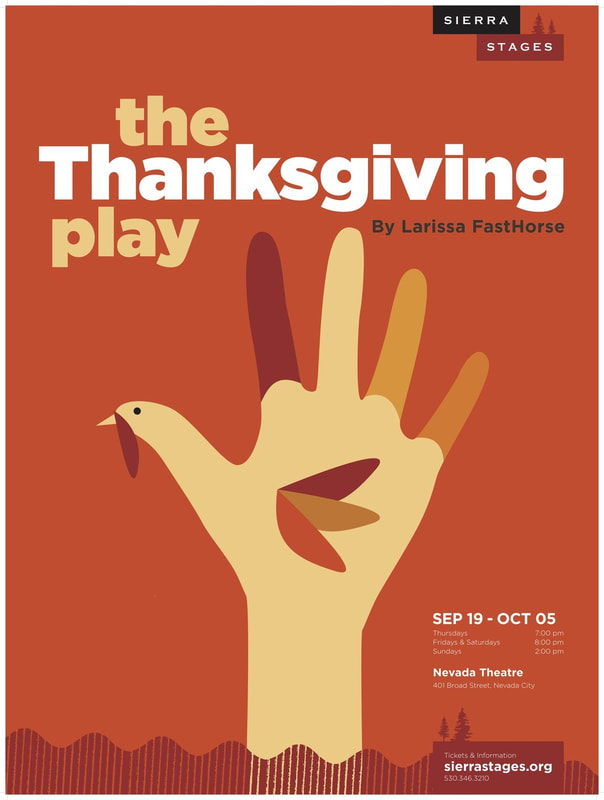 SIERRA
STAGES
the
Thanksgiving
play
By Larissa FastHorse
SEP 19 - OCT 05
Thursdays 7:00 pm
Fridays & Saturdays 8:00 pm
Sundays 2:00 pm
Nevada Theatre
401 Broad Street, Nevada City
Tickets & Information
sierrastages.org
530.346.3210